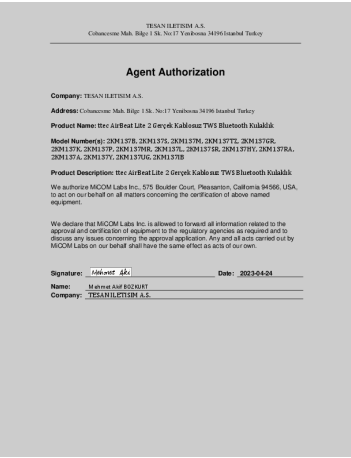 TESAN ILETISIM A.S.
Cobancesme Mah. Bilge 1 Sk. No:17 Yenibosna 34196 Istanbul Turkey
Agent Authorization
Company: TESAN ILETISIM A.S.
Address: Cobancesme Mah. Bilge 1 Sk. No:17 Yenibosna 34196 Istanbul Turkey
Product Name: ttec AirBeat Lite 2 Gerçek Kablosuz TWS Bluetooth Kulaklık
Model Number(s): 2KM137B, 2KM137S, 2KM137M, 2KM137TZ, 2KM137GR,
2KM137K, 2KM137P, 2KM137MR, 2KM137L, 2KM137SR, 2KM137HY, 2KM137RA,
2KM137A, 2KM137Y, 2KM137UG, 2KM137IB
Product Description: ttec AirBeat Lite 2 Gerçek Kablosuz TWS Bluetooth Kulaklık
We authorize MiCOM Labs Inc., 575 Boulder Court, Pleasanton, California 94566, USA,
to act on our behalf on all matters concerning the certification of above named
equipment.
We declare that MiCOM Labs Inc. is allowed to forward all information related to the
approval and certification of equipment to the regulatory agencies as required and to
discuss any issues concerning the approval application. Any and all acts carried out by
MiCOM Labs on our behalf shall have the same effect as acts of our own.
Signature: Mehmet Akif Date: 2023-04-24
Name: Mehmet Akif BOZKURT
Company: TESAN ILETISIM A.S.